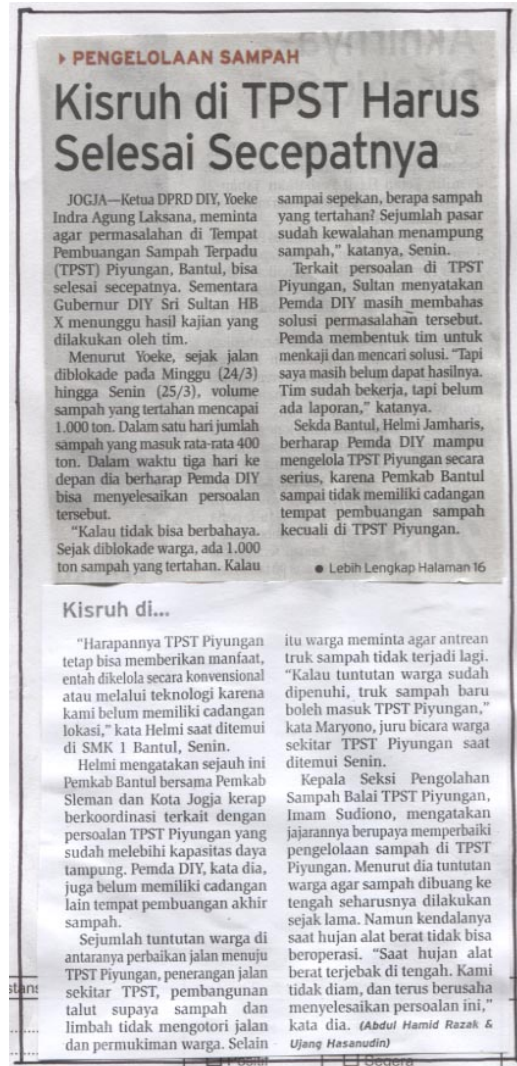 PENGELOLAAN SAMPAH
Kisruh di TPST Harus
Selesai Secepatnya
JOGJA—Ketua DPRD DIY, Yoeke
Indra Agung Laksana, meminta
agar permasalahan di Tempat
Pembuangan Sampah Terpadu
(TPST) Piyungan, Bantul, bisa
selesai secepatnya. Sementara
Gubernur DIY Sri Sultan HB
X menunggu hasil kajian yang
dilakukan oleh tim.
Menurut Yoeke, sejak jalan
diblokade pada Minggu (24/3)
hingga Senin (25/3), volume
sampah yang tertahan mencapai
1.000 ton. Dalam satu hari jumlah
sampah yang masuk rata-rata 400
ton. Dalam waktu tiga hari ke
depan dia berharap Pemda DIY
bisa menyelesaikan persoalan
tersebut.
“Kalau tidak bisa berbahaya.
Sejak diblokade warga, ada 1.000
ton sampah yang tertahan. Kalau
sampai sepekan, berapa sampah
yang tertahan? Sejumlah pasar
sudah kewalahan menampung
sampah,” katanya, Senin.
Terkait persoalan di TPST
Piyungan, Sultan menyatakan
Pemda DIY masih membahas
solusi permasalahan tersebut.
Pemda membentuk tim untuk
mengkaji dan mencari solusi. “Tapi
saya masih belum dapat hasilnya.
Tim sudah bekerja, tapi belum
ada laporan,” katanya.
Sekda Bantul, Helmi Jamharis,
berharap Pemda DIY mampu
mengelola TPST Piyungan secara
serius, karena Pemkab Bantul
sampai tidak memiliki cadangan
tempat pembuangan sampah
kecuali di TPST Piyungan.
● Lebih Lengkap Halaman 16
Kisruh di...
“Harapannya TPST Piyungan
tetap bisa memberikan manfaat,
entah dikelola secara konvensional
atau melalui teknologi karena
kami belum memiliki cadangan
lokasi,” kata Helmi saat ditemui
di SMK 1 Bantul, Senin.
Helmi mengatakan sejauh ini
Pemkab Bantul bersama Pemkab
Sleman dan Kota Jogja kerap
berkoordinasi terkait dengan
persoalan TPST Piyungan yang
sudah melebihi kapasitas daya
tampung. Pemda DIY, kata dia,
juga belum memiliki cadangan
lain tempat pembuangan akhir
sampah.
Sejumlah tuntutan warga di
antaranya perbaikan jalan menuju
TPST Piyungan, penerangan jalan
sekitar TPST, pembangunan
talut supaya sampah dan
limbah tidak mengotori jalan
dan permukiman warga. Selain
itu warga meminta agar antrean
truk sampah tidak terjadi lagi.
“Kalau tuntutan warga sudah
dipenuhi, truk sampah baru
boleh masuk TPST Piyungan,”
kata Maryono, juru bicara warga
sekitar TPST Piyungan saat
ditemui Senin.
Kepala Seksi Pengolahan
Sampah Balai TPST Piyungan,
Imam Sudiono, mengatakan
jajarannya berupaya memperbaiki
pengelolaan sampah di TPST
Piyungan. Menurut dia tuntutan
warga agar sampah dibuang ke
tengah seharusnya dilakukan
sejak lama. Namun kendalanya
saat hujan alat berat tidak bisa
beroperasi. “Saat hujan alat
berat terjebak di tengah. Kami
tidak diam, dan terus berusaha
menyelesaikan persoalan ini,”
kata dia. (Abdul Hamid Razak &
Ujang Hasanudin)